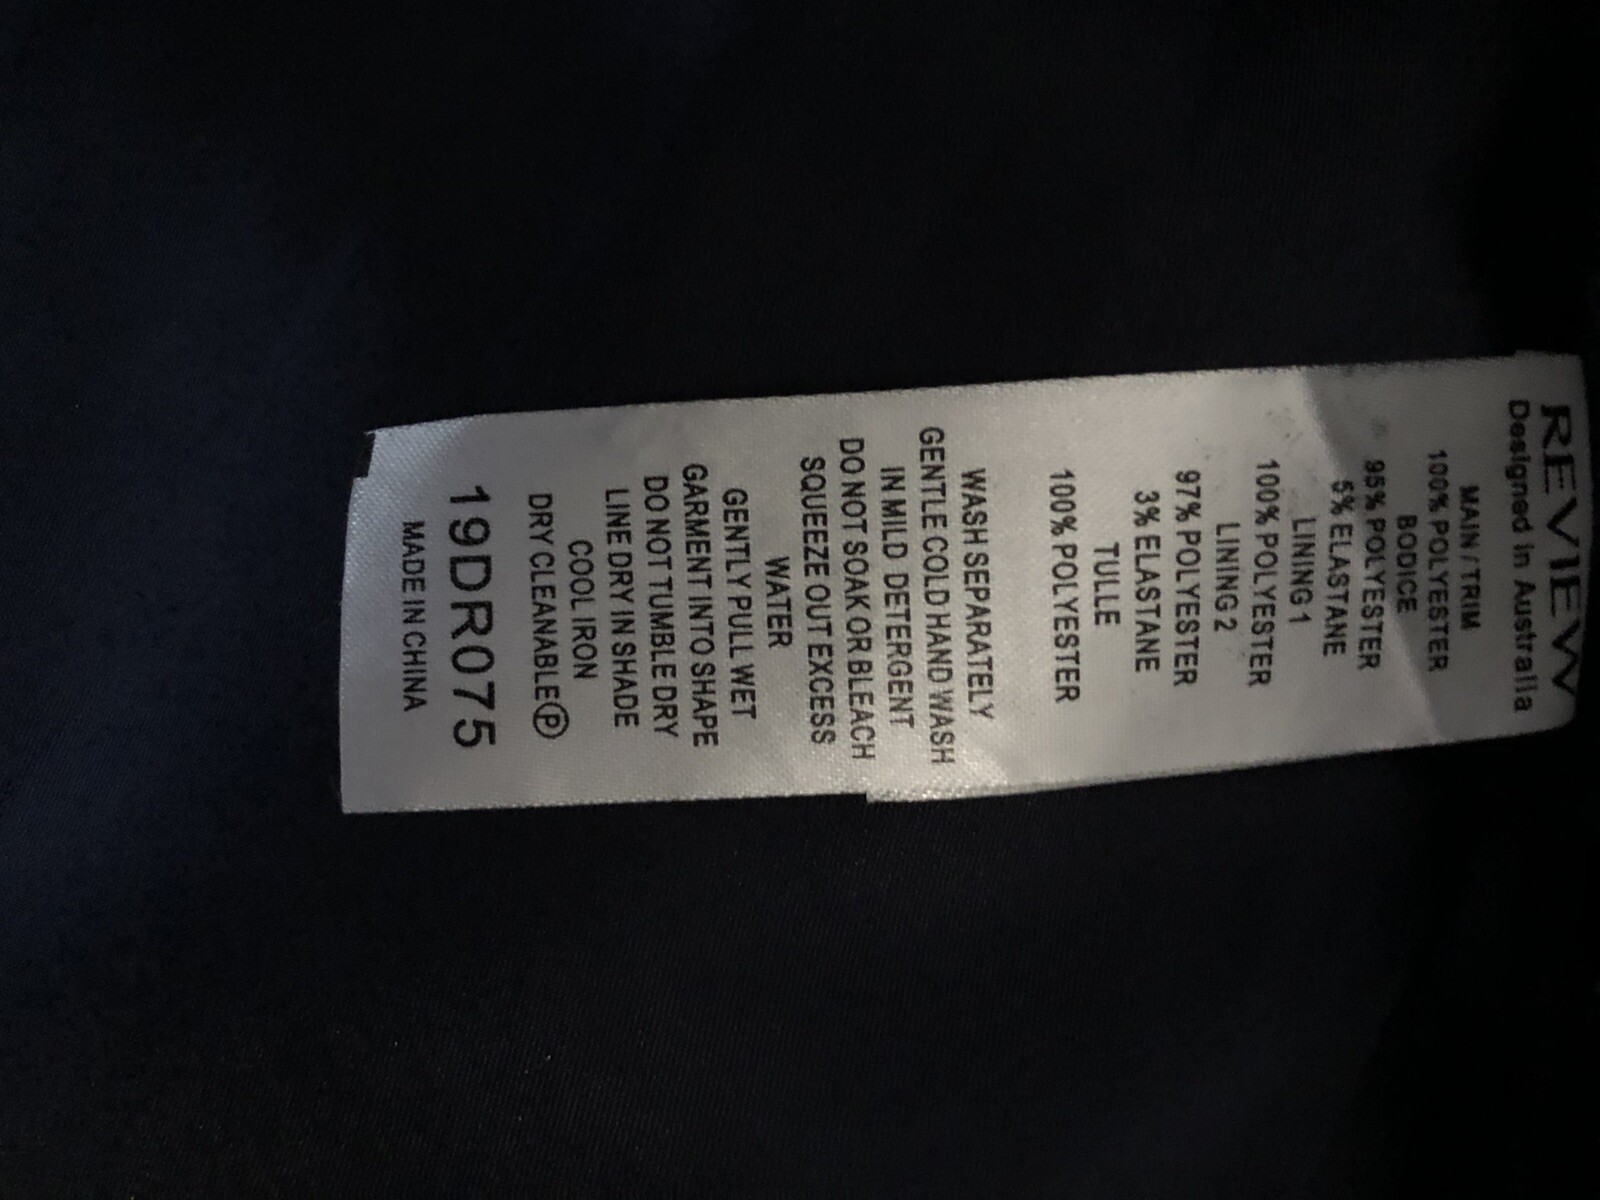 REVIEW
Designed in Australia
MAIN / TRIM
100% POLYESTER
BODICE
95% POLYESTER
5% ELASTANE
LINING 1
100% POLYESTER
LINING 2
97% POLYESTER
3% ELASTANE
TULLE
100% POLYESTER
WASH SEPARATELY
GENTLE COLD HAND WASH
IN MILD DETERGENT
DO NOT SOAK OR BLEACH
SQUEEZE OUT EXCESS
WATER
GENTLY PULL WET
GARMENT INTO SHAPE
DO NOT TUMBLE DRY
LINE DRY IN SHADE
COOL IRON
DRY CLEANABLE Ⓟ
19DR075
MADE IN CHINA